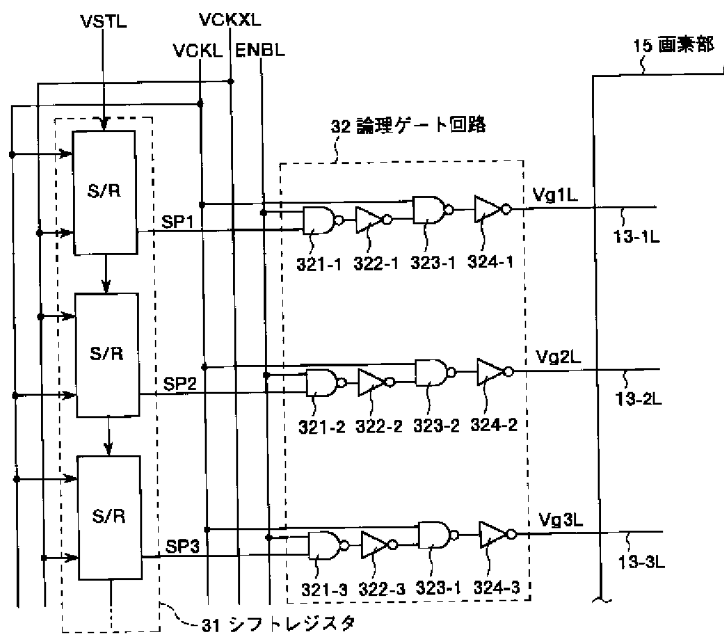 VSTL
VCKXL
VCKL
ENBL
15 画素部
32 論理ゲート回路
S/R
SP1
Vg1L
13-1L
321-1
322-1
323-1
324-1
S/R
SP2
Vg2L
13-2L
321-2
322-2
323-2
324-2
S/R
SP3
Vg3L
13-3L
321-3
322-3
323-1
324-3
31 シフトレジスタ